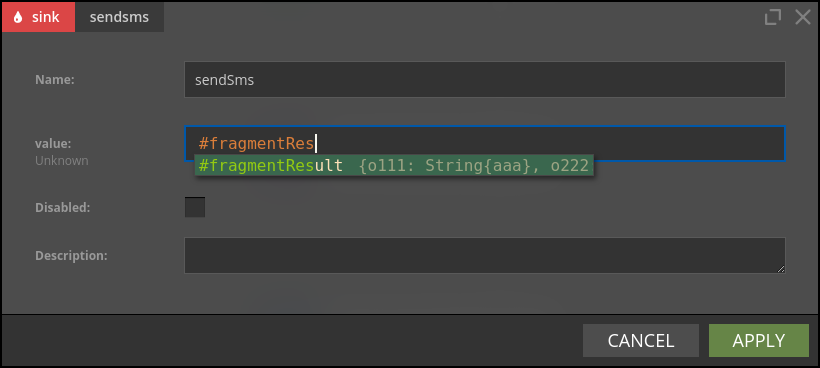 sink sendsms
Name: sendSms
value: #fragmentRes
Unknown #fragmentResult {o111: String{aaa}, o222
Disabled:
Description:
CANCEL APPLY